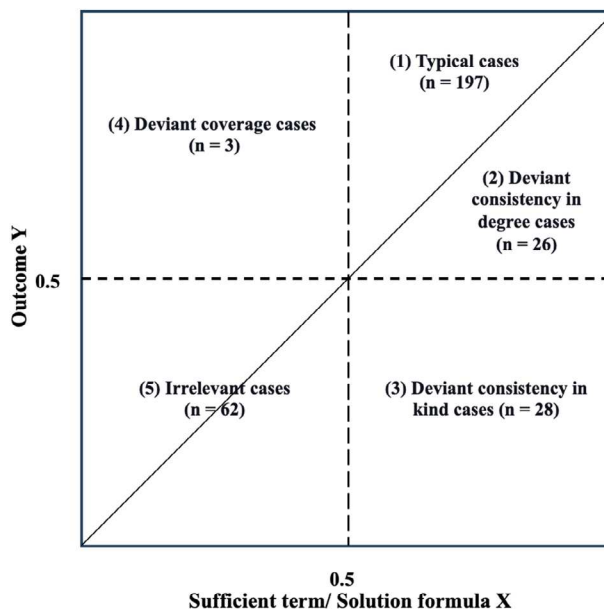 (1) Typical cases
(n = 197)
(4) Deviant coverage cases
(n = 3)
(2) Deviant
consistency in
degree cases
(n = 26)
Outcome Y
0.5
(5) Irrelevant cases
(n = 62)
(3) Deviant consistency in
kind cases (n = 28)
0.5
Sufficient term/ Solution formula X